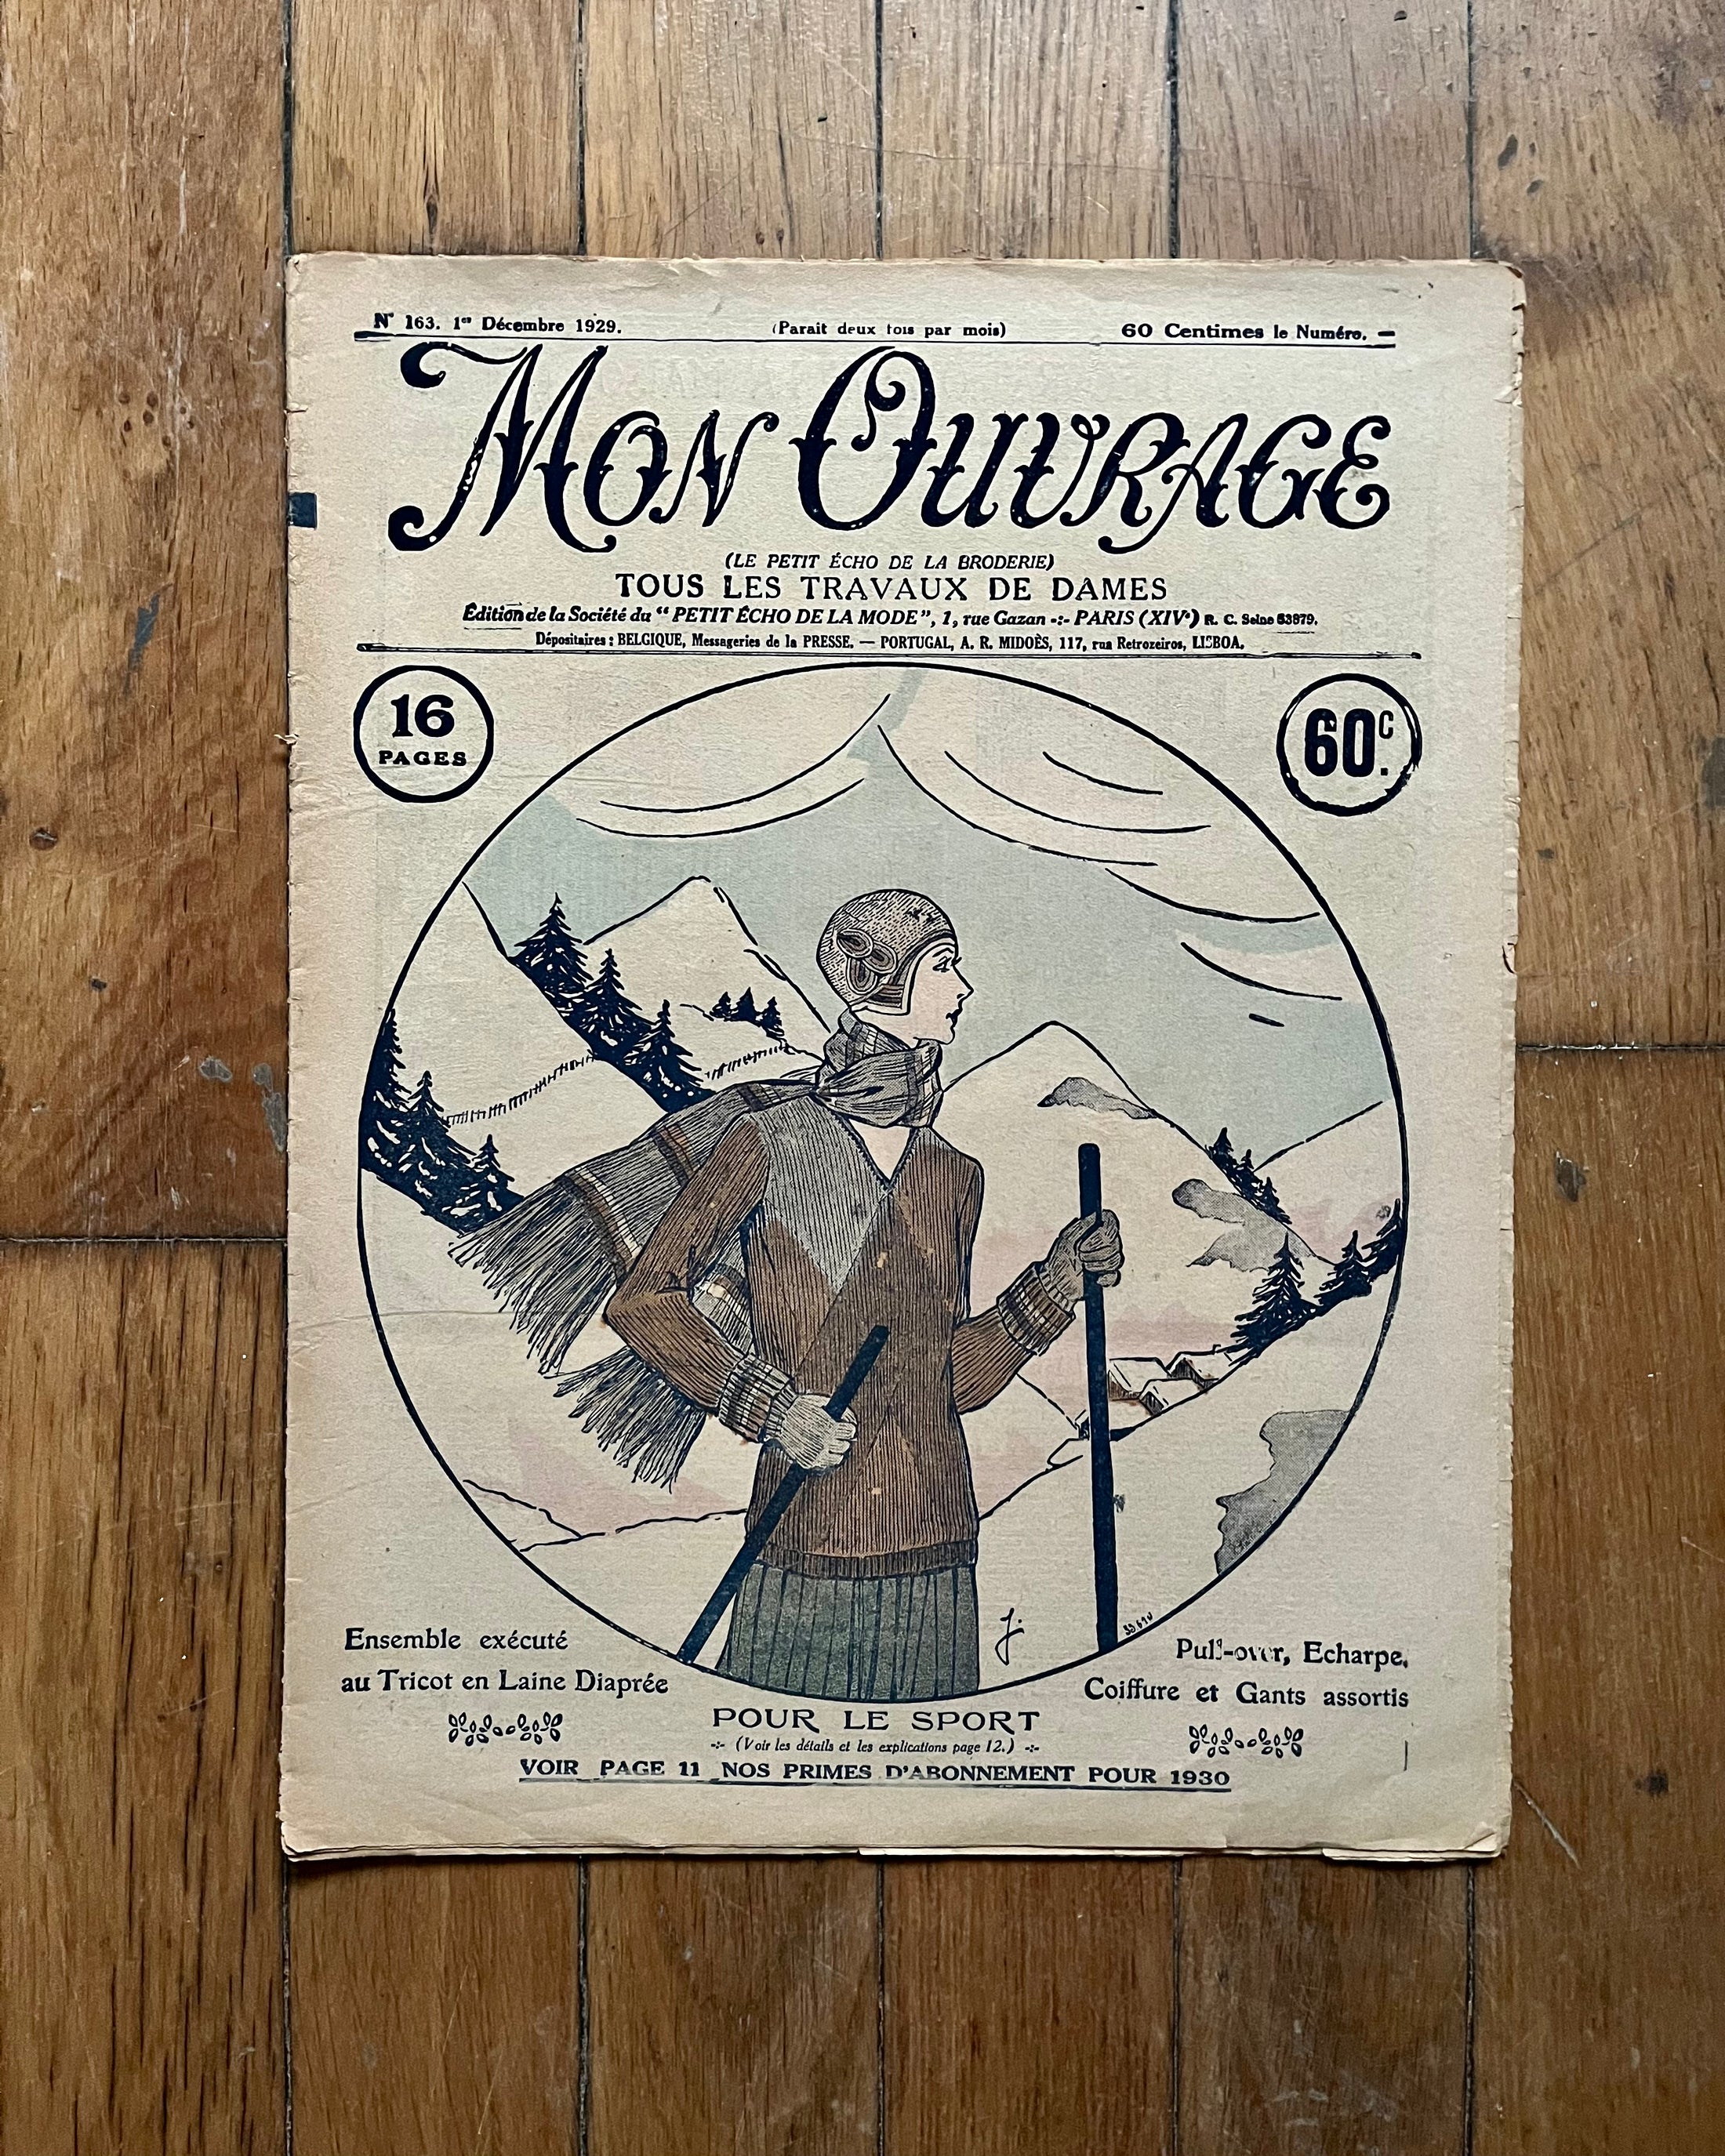 N° 163. 1er Décembre 1929.
(Parait deux fois par mois)
60 Centimes le Numéro.
MON OUVRAGE
(LE PETIT ÉCHO DE LA BRODERIE)
TOUS LES TRAVAUX DE DAMES
Édition de la Société du “ PETIT ÉCHO DE LA MODE ”, 1, rue Gazan -:- PARIS (XIVe) R. C. Seine 53879.
Dépositaires : BELGIQUE, Messageries de la PRESSE. — PORTUGAL, A. R. MIDOÈS, 117, rua Retrozeiros, LISBOA.
16
PAGES
60c.
Ensemble exécuté
au Tricot en Laine Diaprée
J.
Pull-over, Echarpe,
Coiffure et Gants assortis
POUR LE SPORT
-:- (Voir les détails et les explications page 12.) -:-
VOIR PAGE 11 NOS PRIMES D'ABONNEMENT POUR 1930